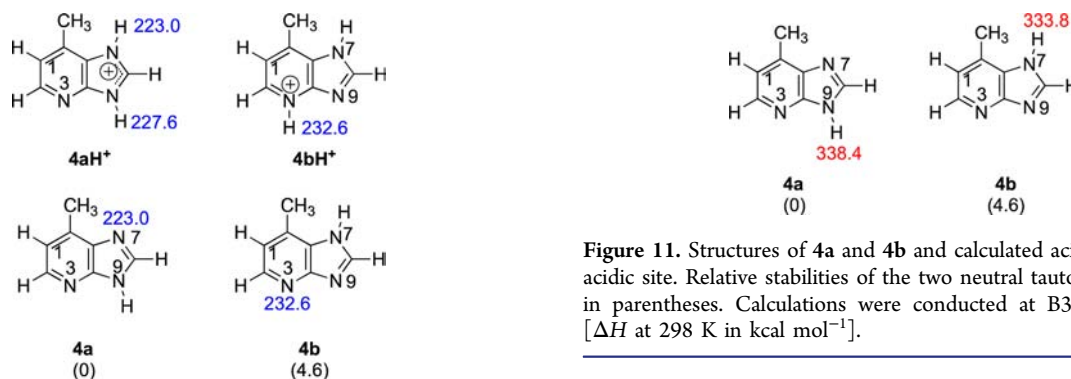 H 223.0
CH₃
H
N
1
3
⊕
H
H
N
N
H 227.6
4aH⁺
CH₃
H
H
N7
1
3
⊕
H
H
N
N9
H 232.6
4bH⁺
CH₃
223.0
H
N 7
1
3
9
H
H
N
N
H
4a
(0)
CH₃
H
H
N7
1
3
H
H
N
N9
232.6
4b
(4.6)
CH₃
H
N 7
1
1
3
9
H
H
N
N
H
338.4
4a
(0)
333.8
CH₃
H
H
N7
1
3
H
H
N
N9
4b
(4.6)
Figure 11. Structures of 4a and 4b and calculated aci
acidic site. Relative stabilities of the two neutral tauto
in parentheses. Calculations were conducted at B3
[ΔH at 298 K in kcal mol⁻¹].